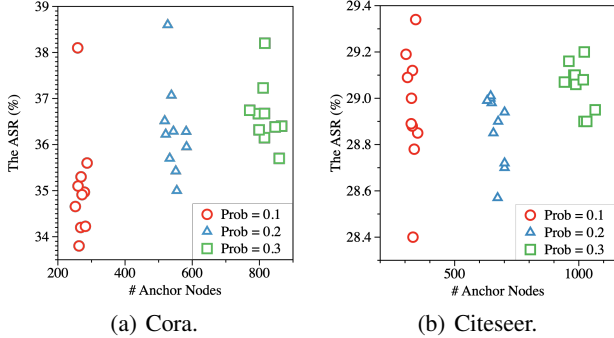 39
38
37
36
35
34
The ASR (%)
200 400 600 800
# Anchor Nodes
Prob = 0.1
Prob = 0.2
Prob = 0.3
(a) Cora.
29.4
29.2
29.0
28.8
28.6
28.4
The ASR (%)
500 1000
# Anchor Nodes
Prob = 0.1
Prob = 0.2
Prob = 0.3
(b) Citeseer.